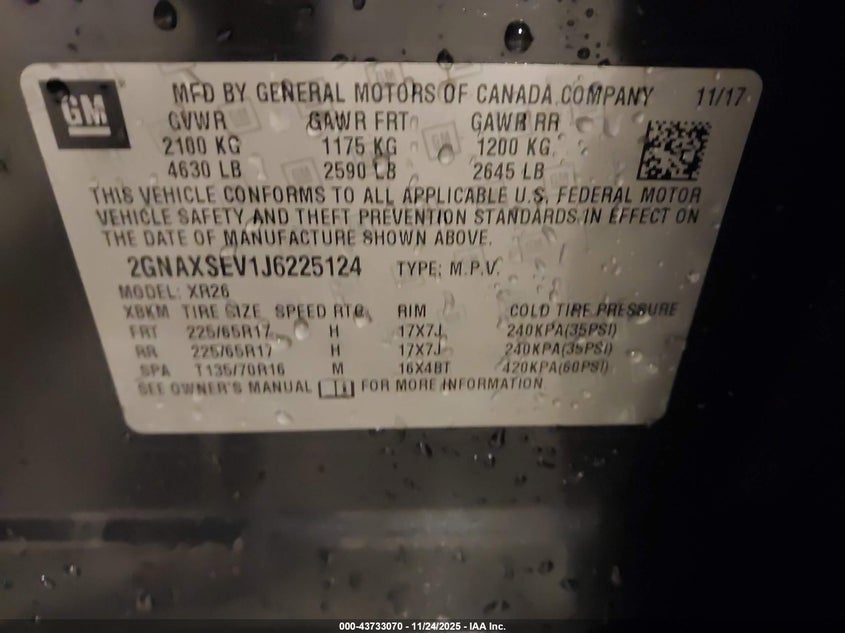 GM MFD BY GENERAL MOTORS OF CANADA COMPANY 11/17
GVWR GAWR FRT GAWR RR
2100 KG 1175 KG 1200 KG
4630 LB 2590 LB 2645 LB
THIS VEHICLE CONFORMS TO ALL APPLICABLE U.S. FEDERAL MOTOR
VEHICLE SAFETY AND THEFT PREVENTION STANDARDS IN EFFECT ON
THE DATE OF MANUFACTURE SHOWN ABOVE.
2GNAXSEV1J6225124 TYPE: M.P.V.
MODEL: XR26
XBKM TIRE SIZE SPEED RTG RIM COLD TIRE PRESSURE
FRT 225/65R17 H 17X7J 240KPA(35PSI)
RR 225/65R17 H 17X7J 240KPA(35PSI)
SPA T135/70R16 M 16X4BT 420KPA(60PSI)
SEE OWNER'S MANUAL FOR MORE INFORMATION
000-43733070 - 11/24/2025 - IAA Inc.